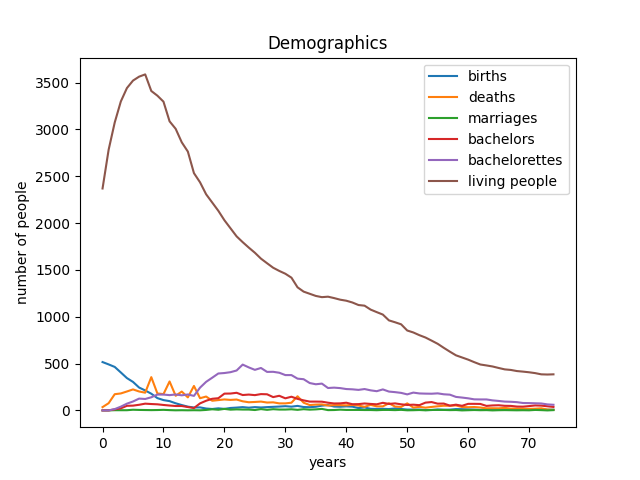 Demographics
number of people
3500
3000
2500
2000
1500
1000
500
0
births
deaths
marriages
bachelors
bachelorettes
living people
0 10 20 30 40 50 60 70
years